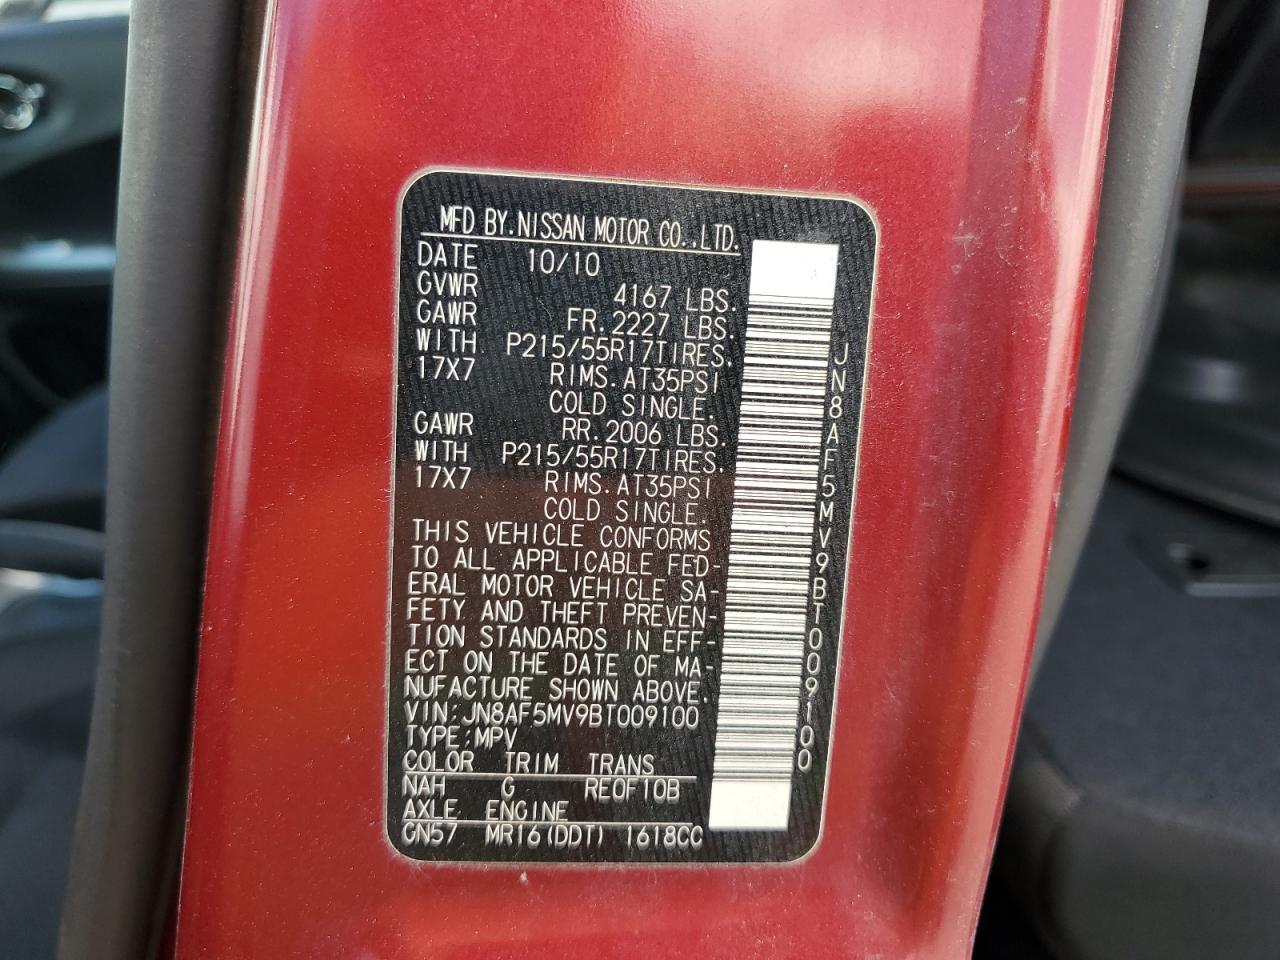 MFD BY.NISSAN MOTOR CO.,LTD.
DATE 10/10
GVWR 4167 LBS.
GAWR FR.2227 LBS.
WITH P215/55R17TIRES.
17X7 RIMS.AT35PSI
COLD SINGLE.
GAWR RR.2006 LBS.
WITH P215/55R17TIRES.
17X7 RIMS.AT35PSI
COLD SINGLE.
THIS VEHICLE CONFORMS
TO ALL APPLICABLE FED-
ERAL MOTOR VEHICLE SA-
FETY AND THEFT PREVEN-
TION STANDARDS IN EFF-
ECT ON THE DATE OF MA-
NUFACTURE SHOWN ABOVE.
VIN:JN8AF5MV9BT009100
TYPE:MPV
COLOR TRIM TRANS
NAH G RE0F10B
AXLE ENGINE
GN57 MR16(DDT) 1618CC
JN8AF5MV9BT009100